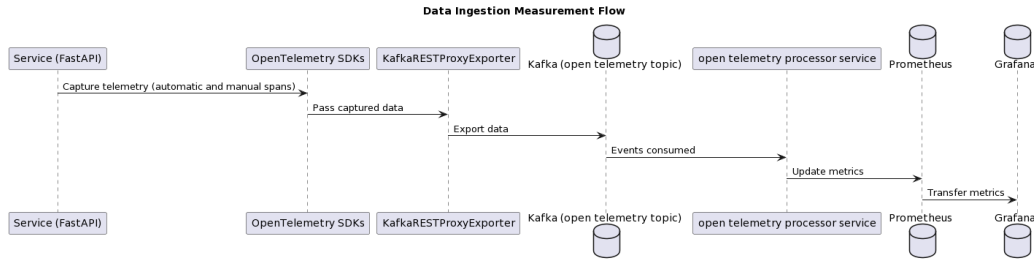 Data Ingestion Measurement Flow
Service (FastAPI) OpenTelemetry SDKs KafkaRESTProxyExporter Kafka (open telemetry topic) open telemetry processor service Prometheus Grafana
Capture telemetry (automatic and manual spans)
Pass captured data
Export data
Events consumed
Update metrics
Transfer metrics
Service (FastAPI) OpenTelemetry SDKs KafkaRESTProxyExporter Kafka (open telemetry topic) open telemetry processor service Prometheus Grafana